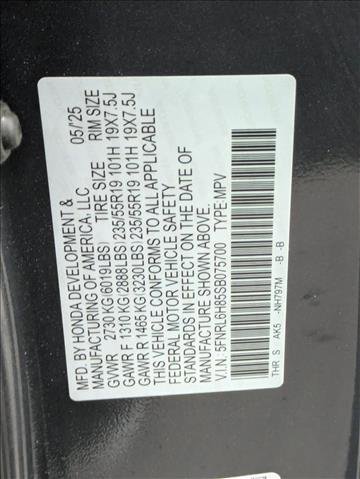 MFD. BY HONDA DEVELOPMENT & 05/'25
MANUFACTURING OF AMERICA, LLC
TIRE SIZE RIM SIZE
GVWR 2730 KG(6019LBS)
GAWR F 1310 KG(2888LBS) 235/55R19 101H 19X7.5J
GAWR R 1465 KG(3230LBS) 235/55R19 101H 19X7.5J
THIS VEHICLE CONFORMS TO ALL APPLICABLE
FEDERAL MOTOR VEHICLE SAFETY
STANDARDS IN EFFECT ON THE DATE OF
MANUFACTURE SHOWN ABOVE.
V.I.N. 5FNRL6H85SB075700 TYPE:MPV
THR S AK5 -NH797M -B -B